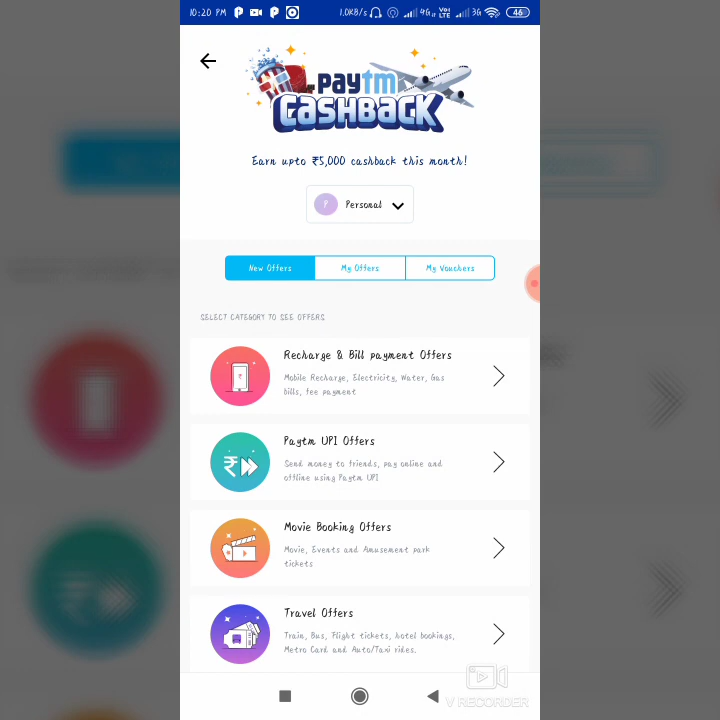 10:20 PM 1.0KB/s 4G Vo) LTE 3G 46
paytm
CASHBACK
Earn upto ₹5,000 cashback this month!
P Personal
New Offers My Offers My Vouchers
SELECT CATEGORY TO SEE OFFERS
Recharge & Bill payment Offers
Mobile Recharge, Electricity, Water, Gas
bills, fee payment
Paytm UPI Offers
Send money to friends, pay online and
offline using Paytm UPI
Movie Booking Offers
Movie, Events and Amusement park
tickets
Travel Offers
Train, Bus, Flight tickets, hotel bookings,
Metro Card and Auto/Taxi rides.
V RECORDER